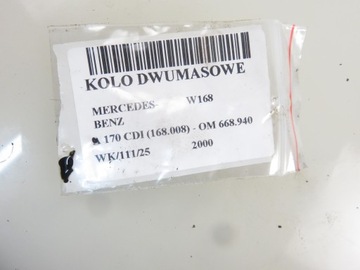 KOLO DWUMASOWE
MERCEDES- W168
BENZ
A 170 CDI (168.008) - OM 668.940
WK/111/25 2000